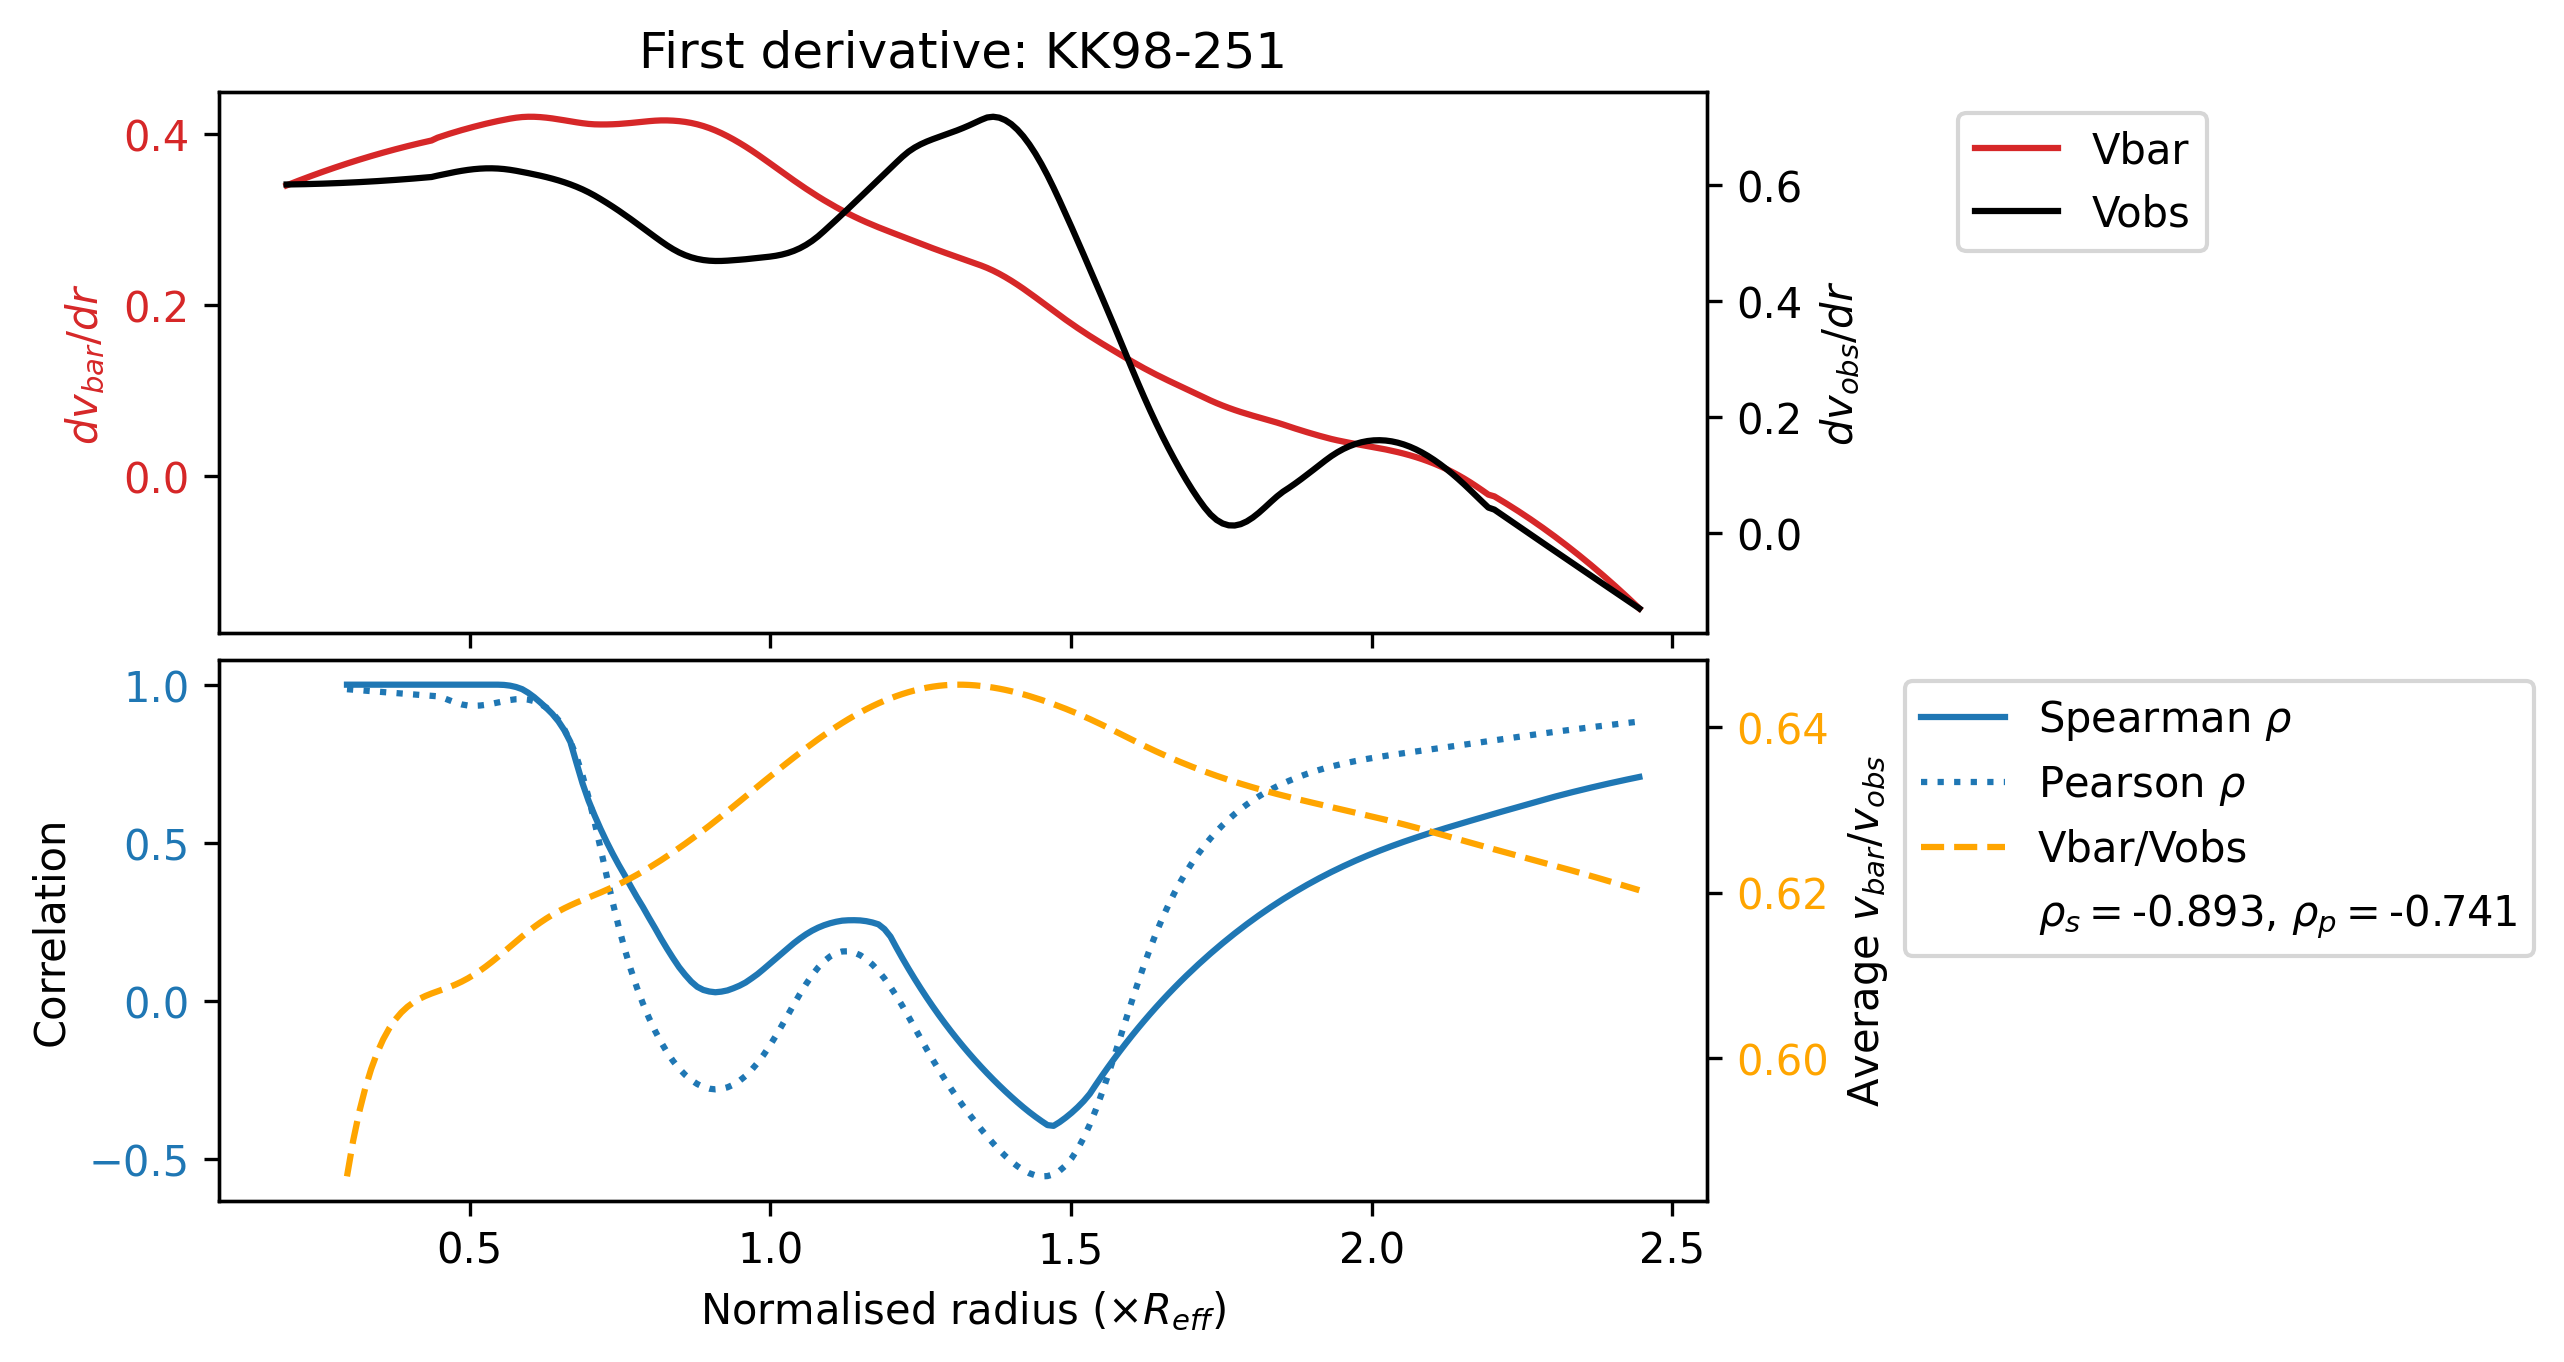 First derivative: KK98-251
0.4
0.2
0.0
dv_bar/dr
0.6
0.4
0.2
0.0
dv_obs/dr
Vbar
Vobs
1.0
0.5
0.0
−0.5
Correlation
0.64
0.62
0.60
Average v_bar/v_obs
Spearman ρ
Pearson ρ
Vbar/Vobs
ρ_s = -0.893, ρ_p = -0.741
0.5 1.0 1.5 2.0 2.5
Normalised radius (×R_eff)